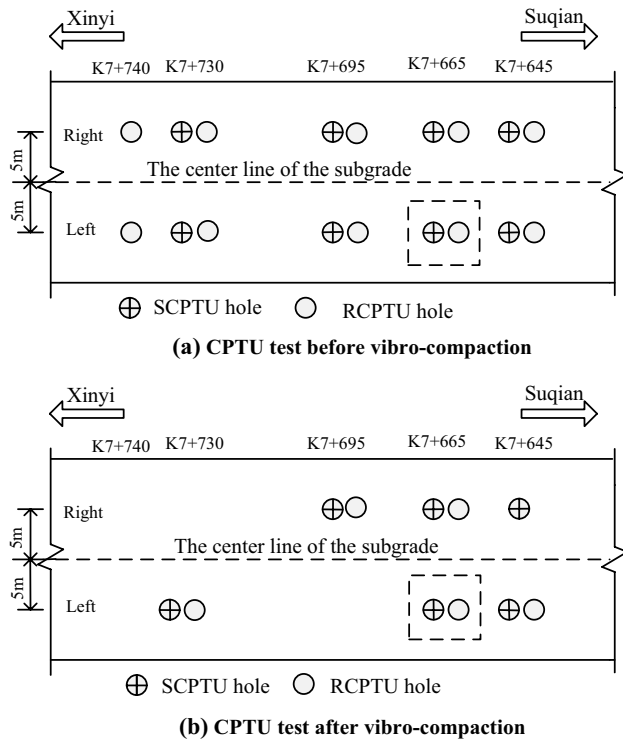 Xinyi Suqian
K7+740 K7+730 K7+695 K7+665 K7+645
Right
5m
The center line of the subgrade
5m
Left
SCPTU hole RCPTU hole
(a) CPTU test before vibro-compaction
Xinyi Suqian
K7+740 K7+730 K7+695 K7+665 K7+645
Right
5m
The center line of the subgrade
5m
Left
SCPTU hole RCPTU hole
(b) CPTU test after vibro-compaction